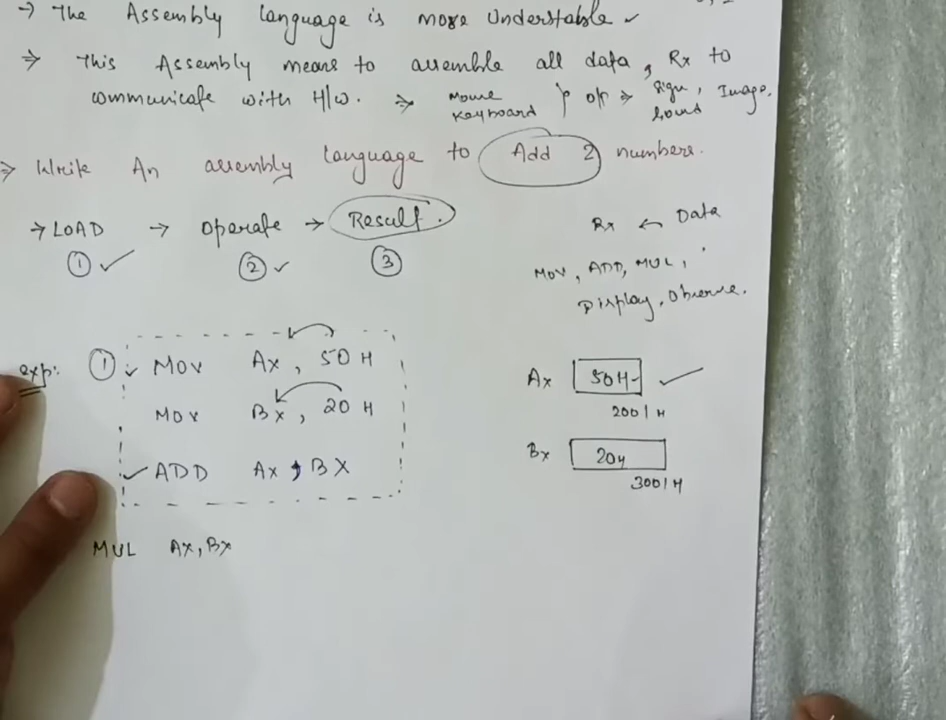 → The Assembly language is more Understable ✓
⇒ This Assembly means to assemble all data, Rx to
communicate with H/w. ⇒ Mouse Keyboard } OR ⇒ Sign, Sound Image.
⇒ Write An assembly language to Add 2 numbers.
→ LOAD → Operate → Result.
① ✓ ② ✓ ③
Rx ← Data
MOV, ADD, MUL,
Display, Observe.
exp: ① ✓ MOV Ax, 50 H
MOV Bx, 20 H
✓ ADD Ax, BX
MUL Ax, Bx
Ax 50H ✓
2001 H
Bx 20H
3001 H